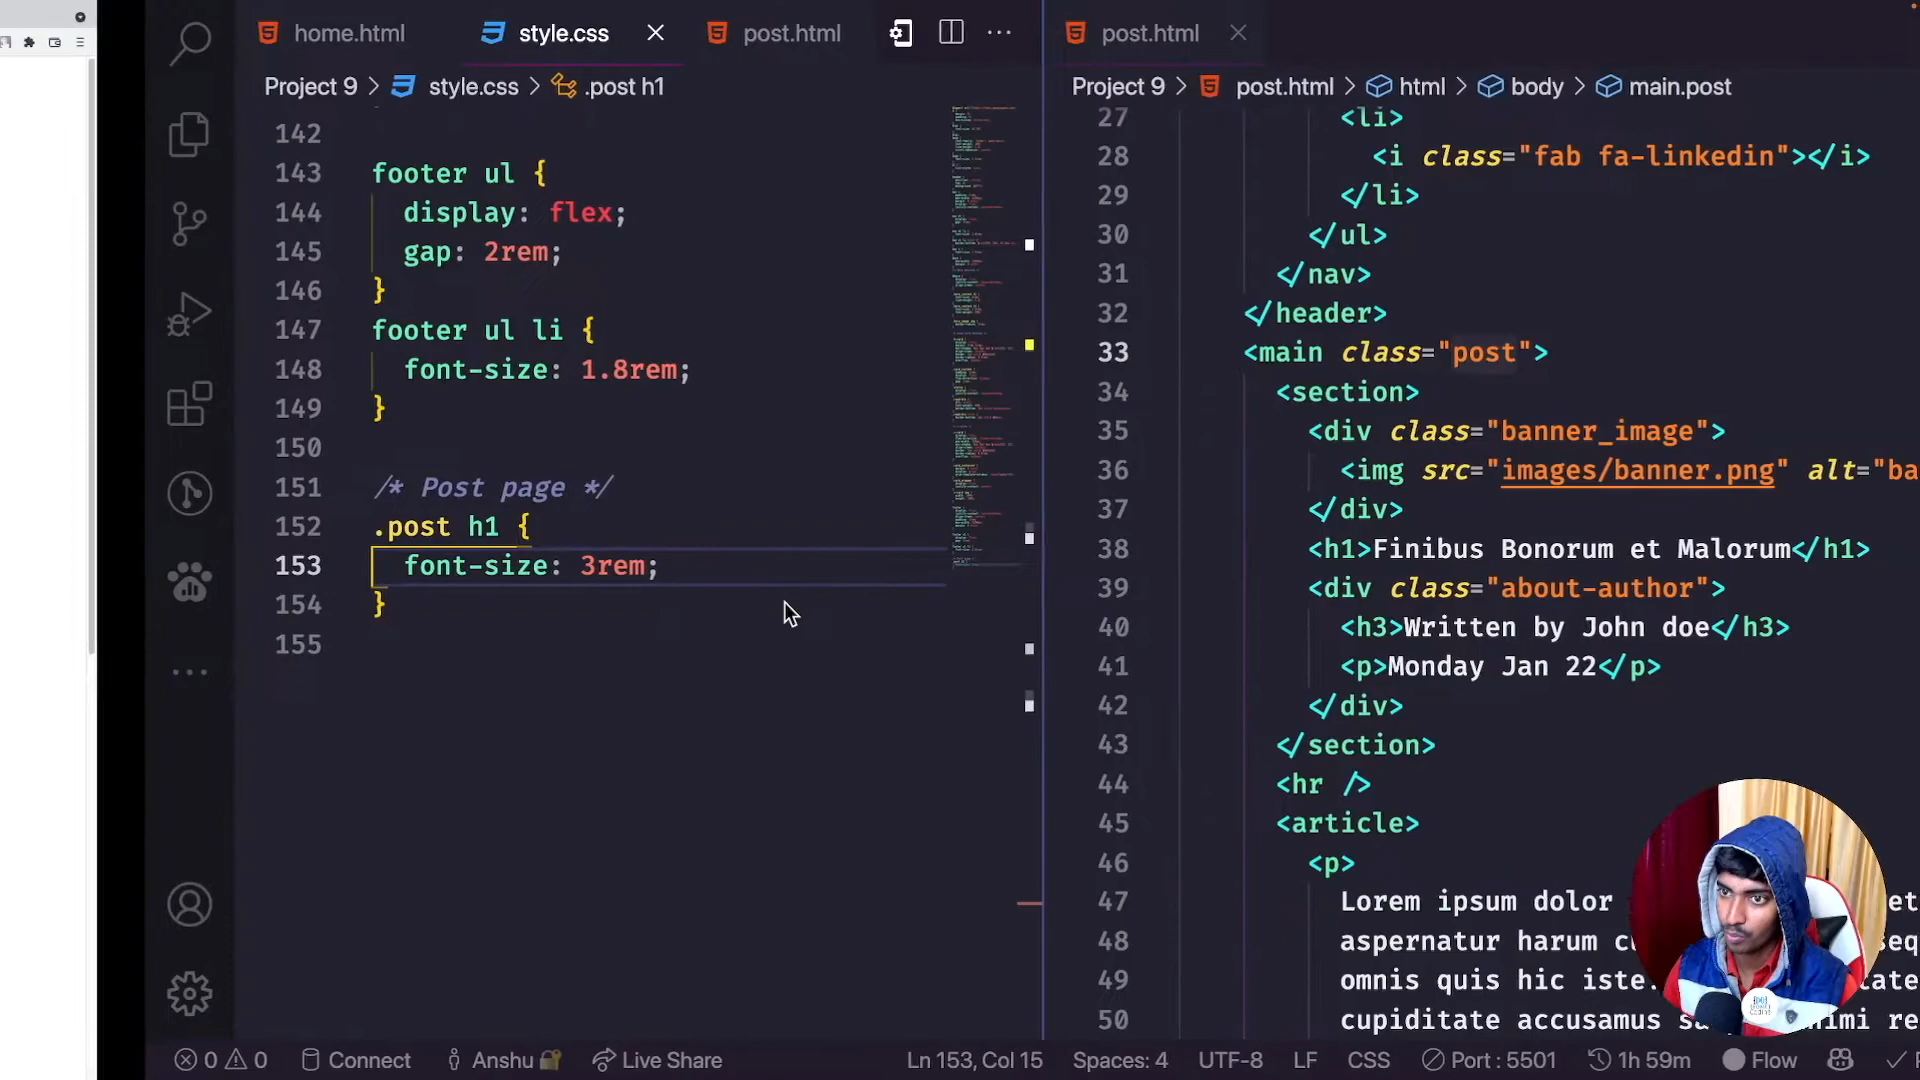 home.html
style.css
post.html
Project 9 > style.css > .post h1
142
143 footer ul {
144 display: flex;
145 gap: 2rem;
146 }
147 footer ul li {
148 font-size: 1.8rem;
149 }
150
151 /* Post page */
152 .post h1 {
153 font-size: 3rem;
154 }
155
post.html
Project 9 > post.html > html > body > main.post
27 <li>
28 <i class="fab fa-linkedin"></i>
29 </li>
30 </ul>
31 </nav>
32 </header>
33 <main class="post">
34 <section>
35 <div class="banner_image">
36 <img src="images/banner.png" alt="ba
37 </div>
38 <h1>Finibus Bonorum et Malorum</h1>
39 <div class="about-author">
40 <h3>Written by John doe</h3>
41 <p>Monday Jan 22</p>
42 </div>
43 </section>
44 <hr />
45 <article>
46 <p>
47 Lorem ipsum dolor et
48 aspernatur harum seq
49 omnis quis hic iste. tate
50 cupiditate accusamus re
0 0 Connect Anshu Live Share Ln 153, Col 15 Spaces: 4 UTF-8 LF CSS Port : 5501 1h 59m Flow